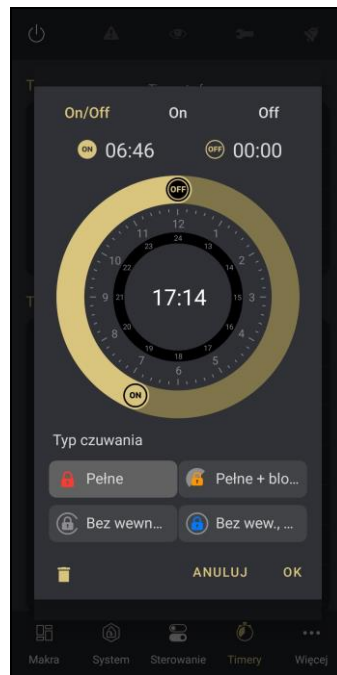 On/Off On Off
ON 06:46 OFF 00:00
OFF
12
11
24
23 13
10 22 14 2
9 21 17:14 15 3
8 20 16 4
19 17
18
7 5
6
ON
Typ czuwania
Pełne Pełne + blo...
Bez wewn... Bez wew., ...
ANULUJ OK
Makra System Sterowanie Timery Więcej